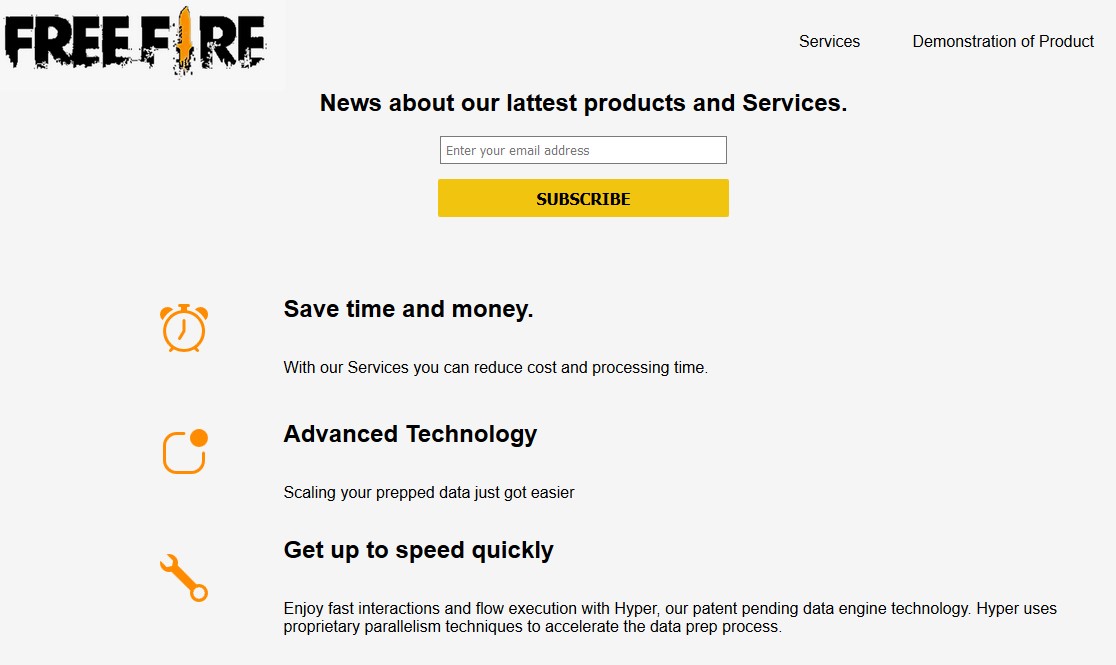 FREE FIRE
Services
Demonstration of Product
News about our lattest products and Services.
Enter your email address
SUBSCRIBE
Save time and money.
With our Services you can reduce cost and processing time.
Advanced Technology
Scaling your prepped data just got easier
Get up to speed quickly
Enjoy fast interactions and flow execution with Hyper, our patent pending data engine technology. Hyper uses
proprietary parallelism techniques to accelerate the data prep process.